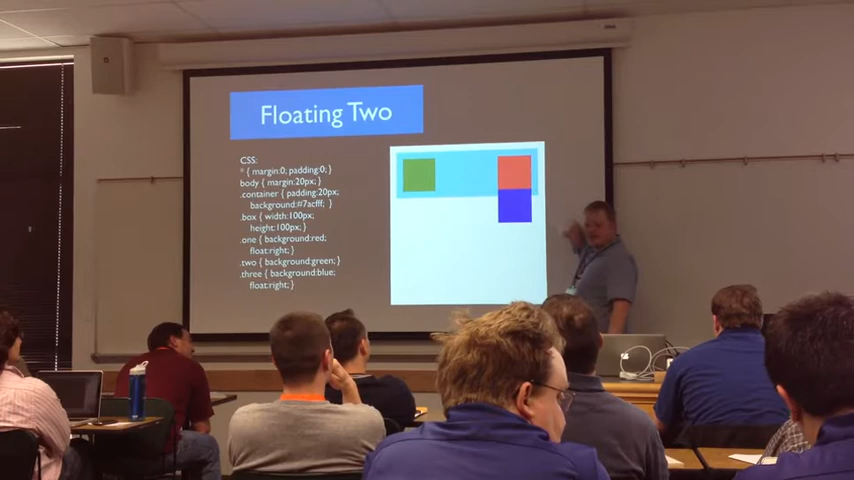 Floating Two
CSS:
* { margin:0; padding:0; }
body { margin:20px; }
.container { padding:20px;
background:#7acfff; }
.box { width:100px;
height:100px; }
.one { background:red;
float:right; }
.two { background:green; }
.three { background:blue;
float:right; }